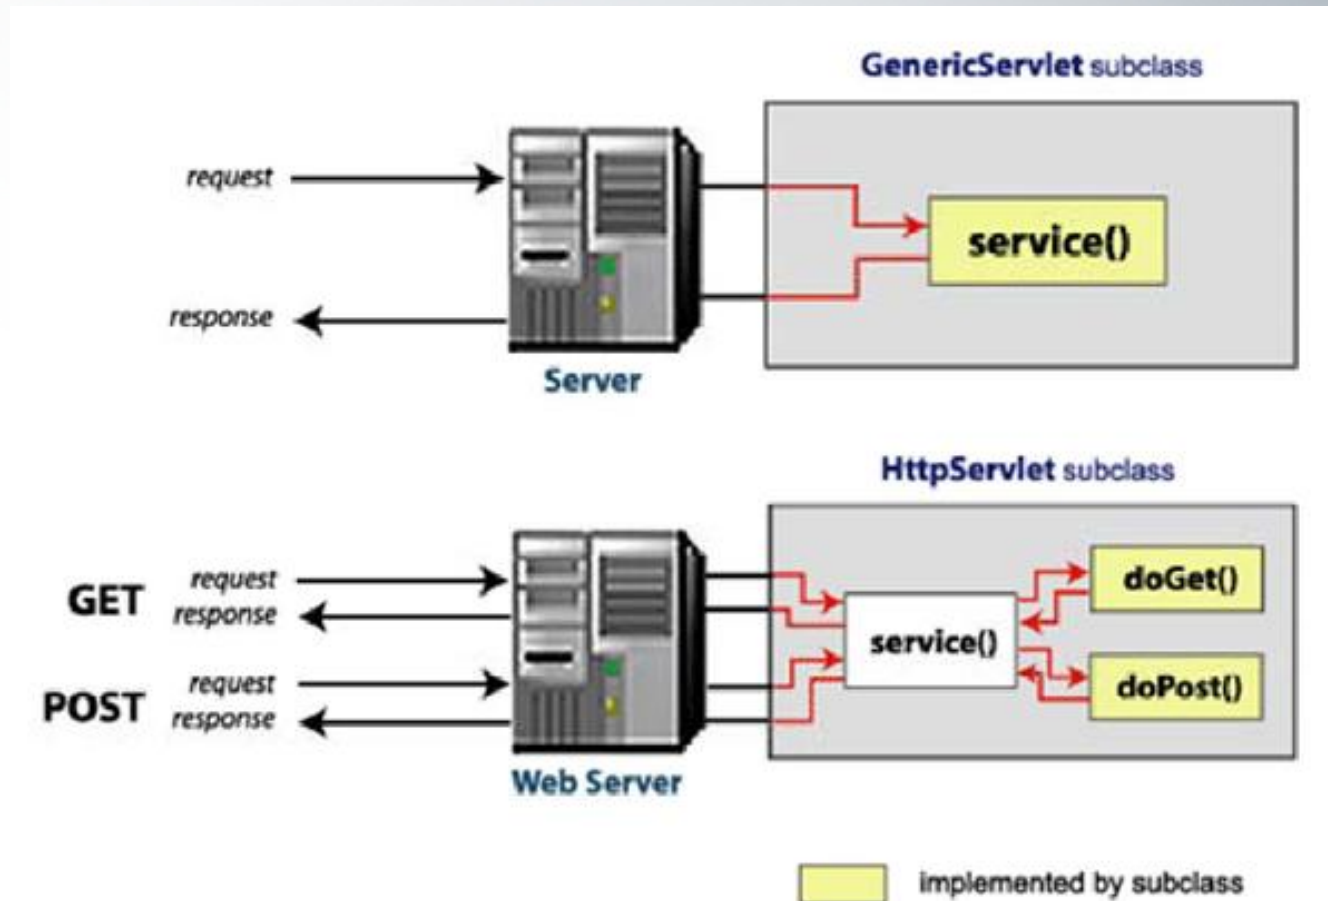 GenericServlet subclass
request
service()
response
Server
HttpServlet subclass
GET
request
response
doGet()
service()
POST
request
response
doPost()
Web Server
implemented by subclass